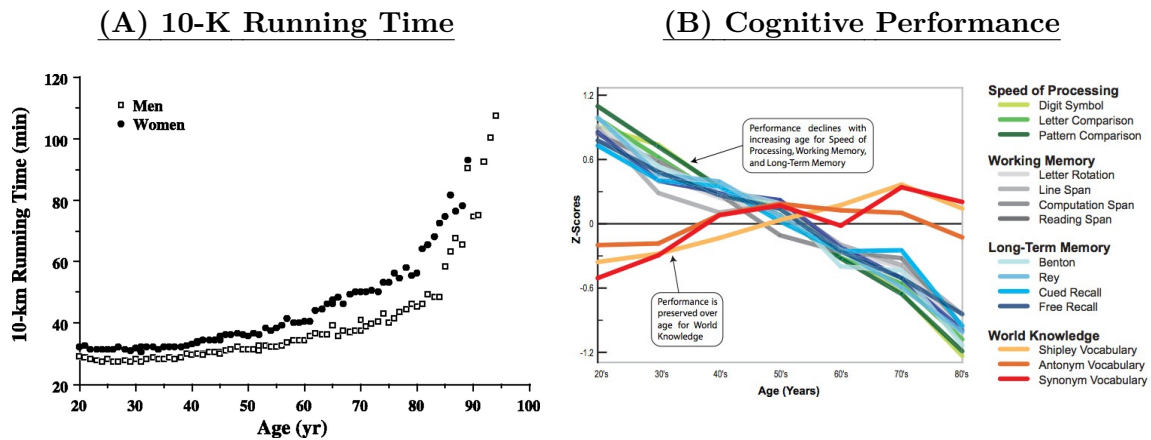 (A) 10-K Running Time
120
100
80
60
40
20
10-km Running Time (min)
Men
Women
20 30 40 50 60 70 80 90 100
Age (yr)
(B) Cognitive Performance
1.2
0.6
0
-0.6
-1.2
Z-Scores
Performance declines with
increasing age for Speed of
Processing, Working Memory,
and Long-Term Memory
Performance is
preserved over
age for World
Knowledge
20's 30's 40's 50's 60's 70's 80's
Age (Years)
Speed of Processing
Digit Symbol
Letter Comparison
Pattern Comparison
Working Memory
Letter Rotation
Line Span
Computation Span
Reading Span
Long-Term Memory
Benton
Rey
Cued Recall
Free Recall
World Knowledge
Shipley Vocabulary
Antonym Vocabulary
Synonym Vocabulary